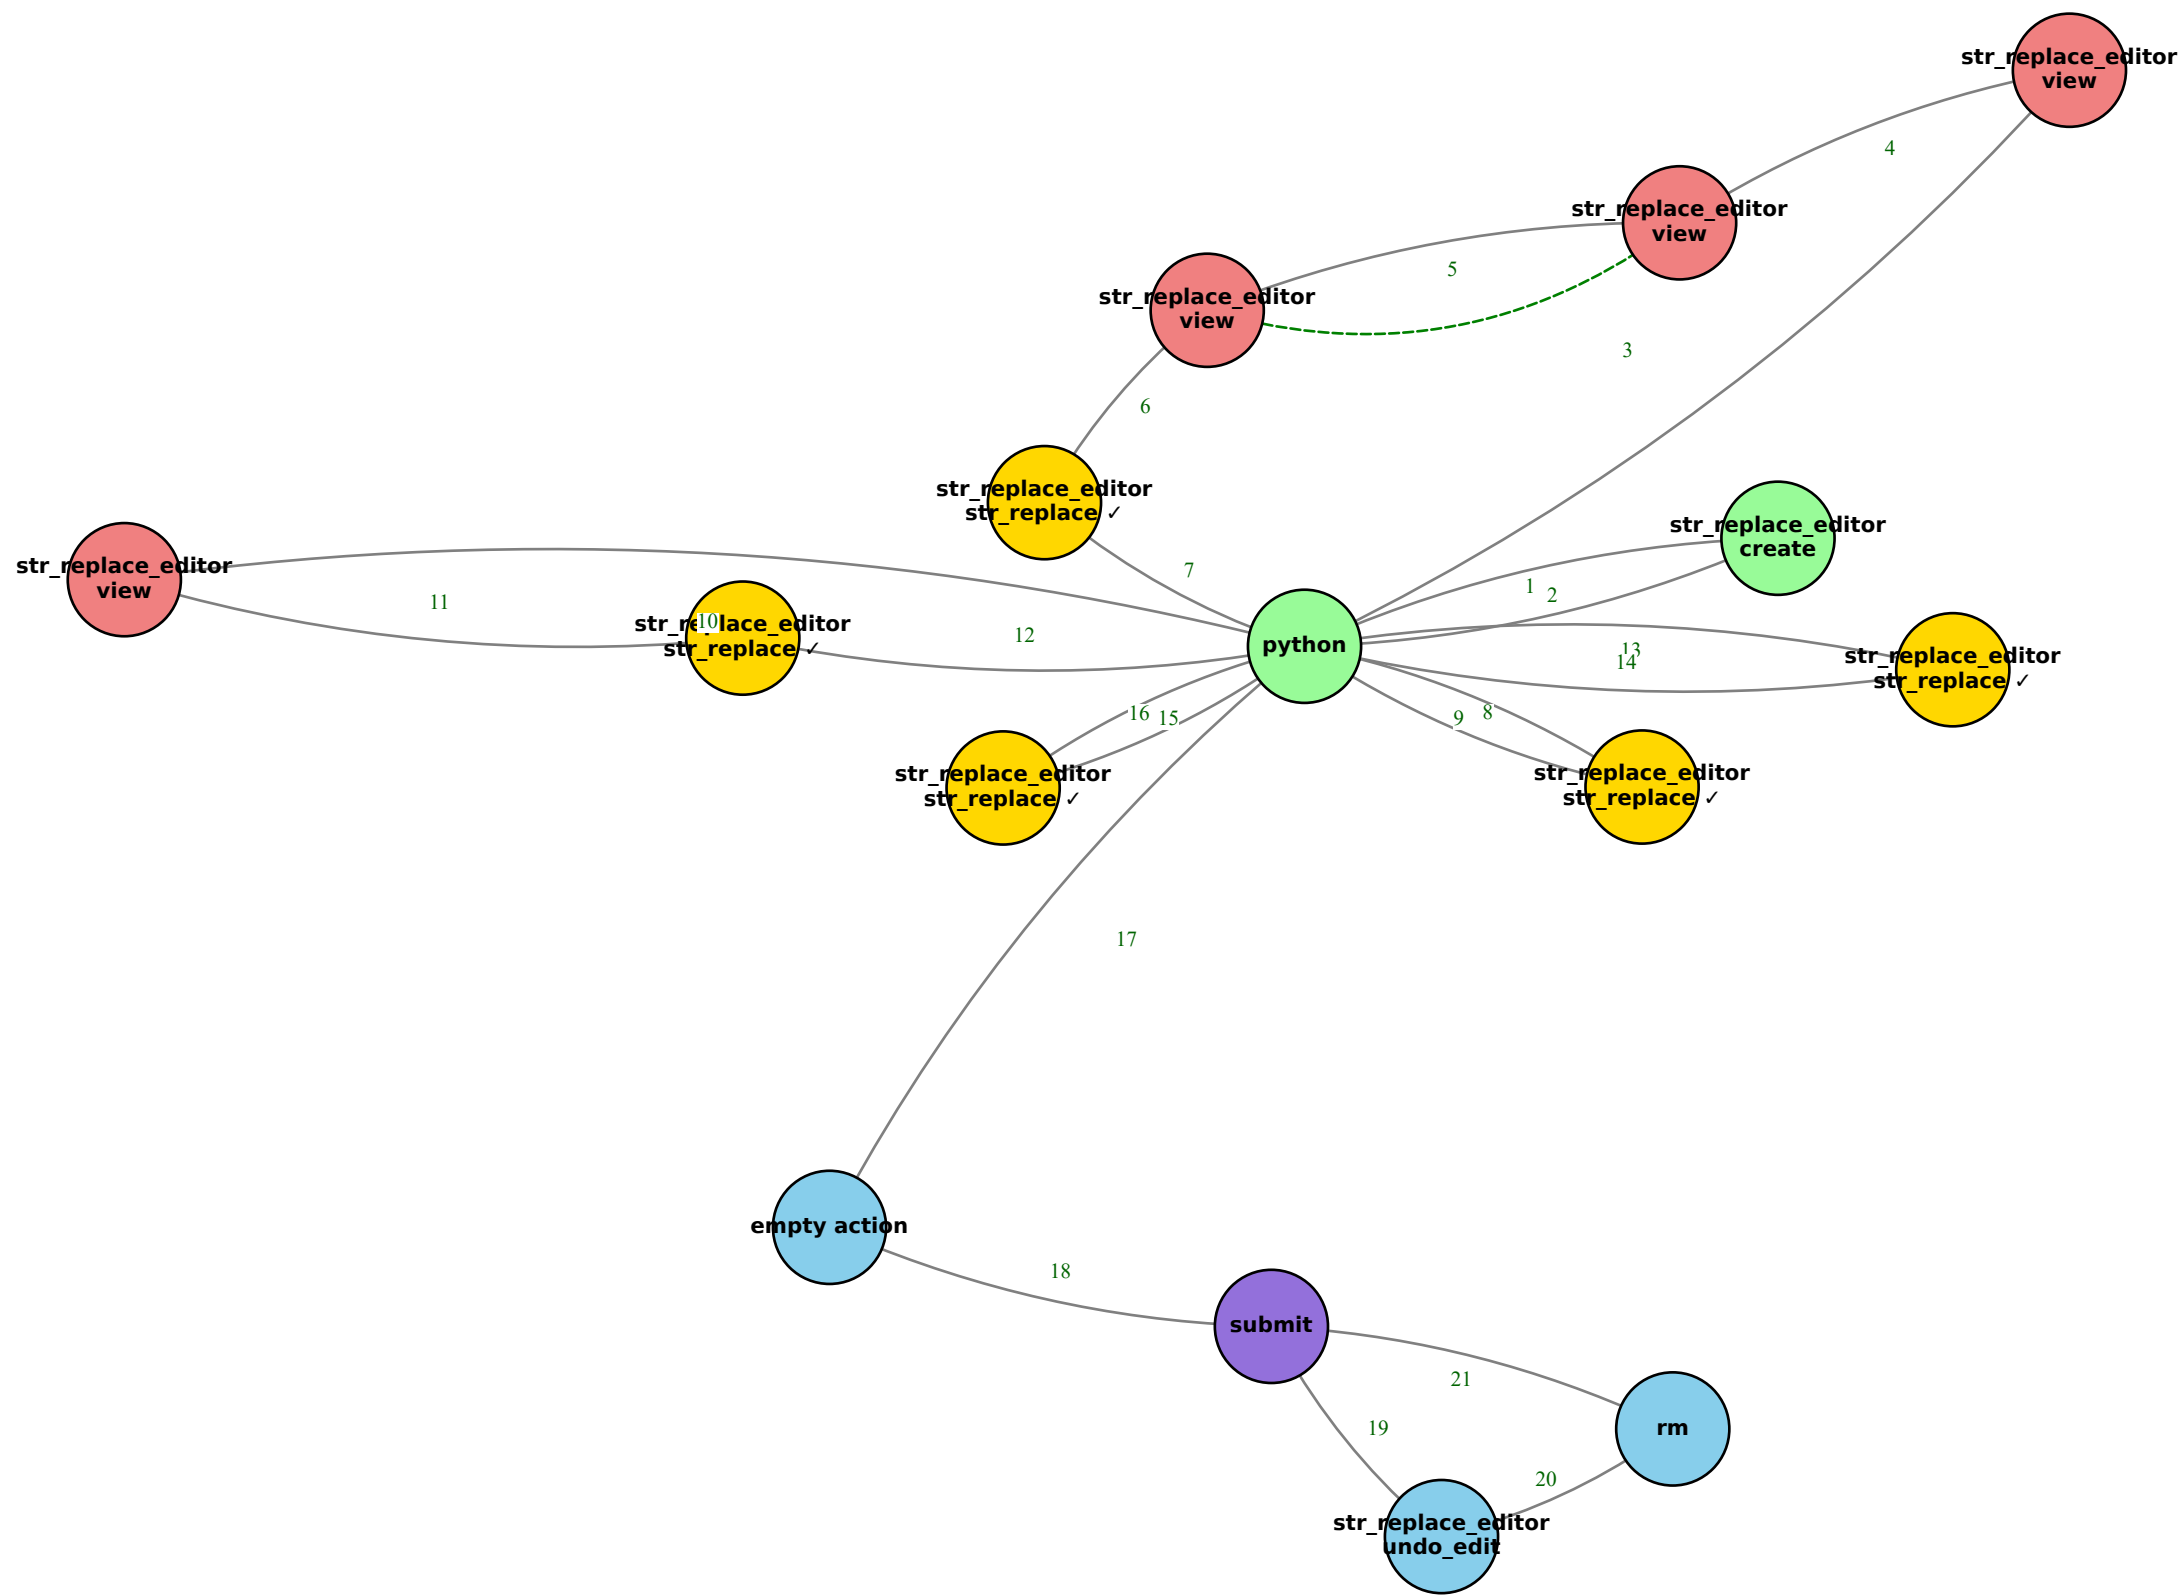 str_replace_editor
view
4
str_replace_editor
view
5
str_replace_editor
view
3
6
str_replace_editor
str_replace ✓
str_replace_editor
create
7
str_replace_editor
view
1
2
11
10
str_replace_editor
str_replace ✓
12
python
13
14
str_replace_editor
str_replace ✓
16
15
9
8
str_replace_editor
str_replace ✓
str_replace_editor
str_replace ✓
17
empty action
18
submit
21
19
rm
20
str_replace_editor
undo_edit